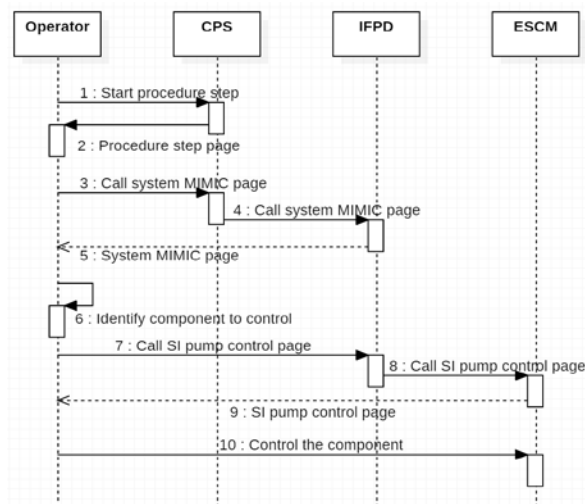 Operator CPS IFPD ESCM
1 : Start procedure step
2 : Procedure step page
3 : Call system MIMIC page
4 : Call system MIMIC page
5 : System MIMIC page
6 : Identify component to control
7 : Call SI pump control page
8 : Call SI pump control page
9 : SI pump control page
10 : Control the component